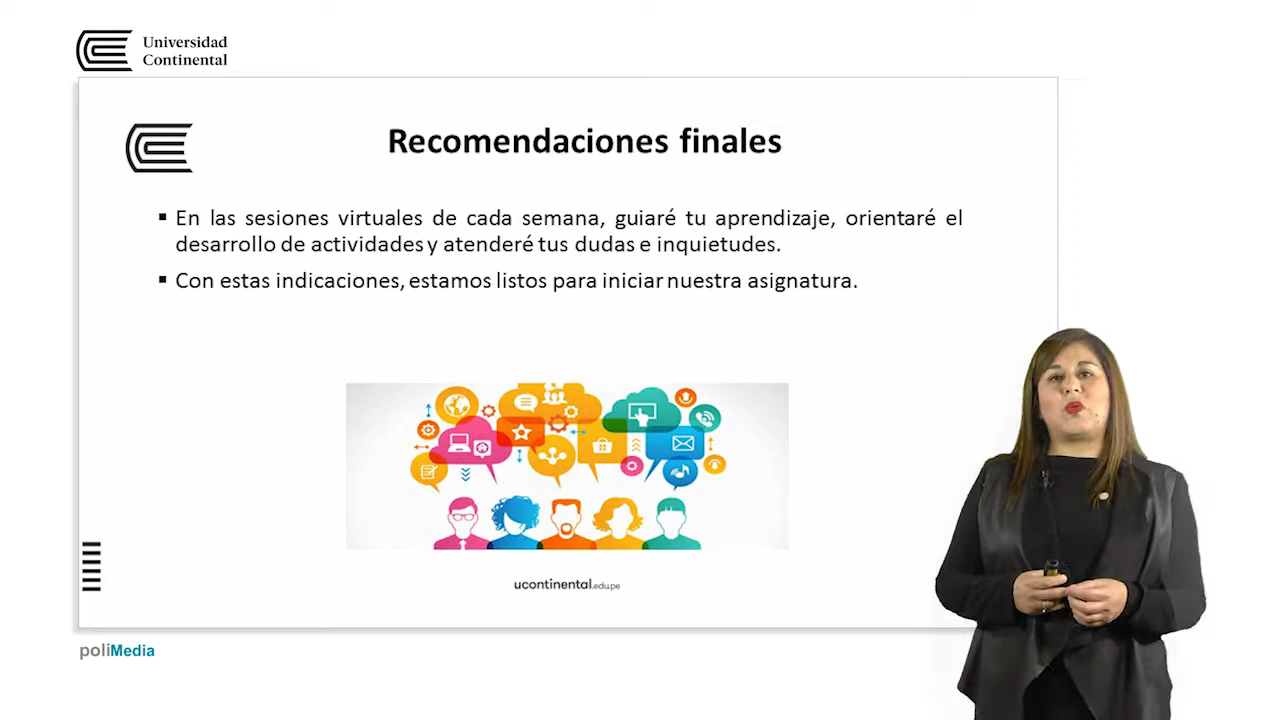 Universidad
Continental
Recomendaciones finales
▪ En las sesiones virtuales de cada semana, guiaré tu aprendizaje, orientaré el
desarrollo de actividades y atenderé tus dudas e inquietudes.
▪ Con estas indicaciones, estamos listos para iniciar nuestra asignatura.
ucontinental.edu.pe
poliMedia